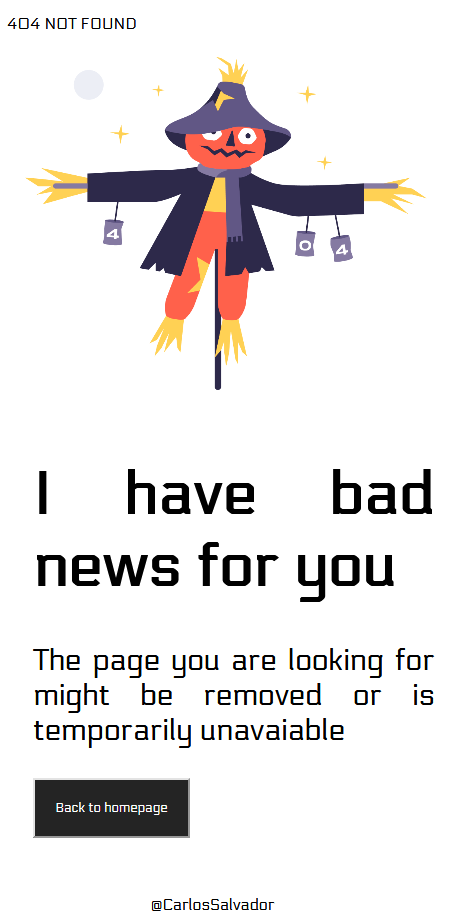 404 NOT FOUND
4
0
4
I have bad
news for you
The page you are looking for
might be removed or is
temporarily unavaiable
Back to homepage
@CarlosSalvador